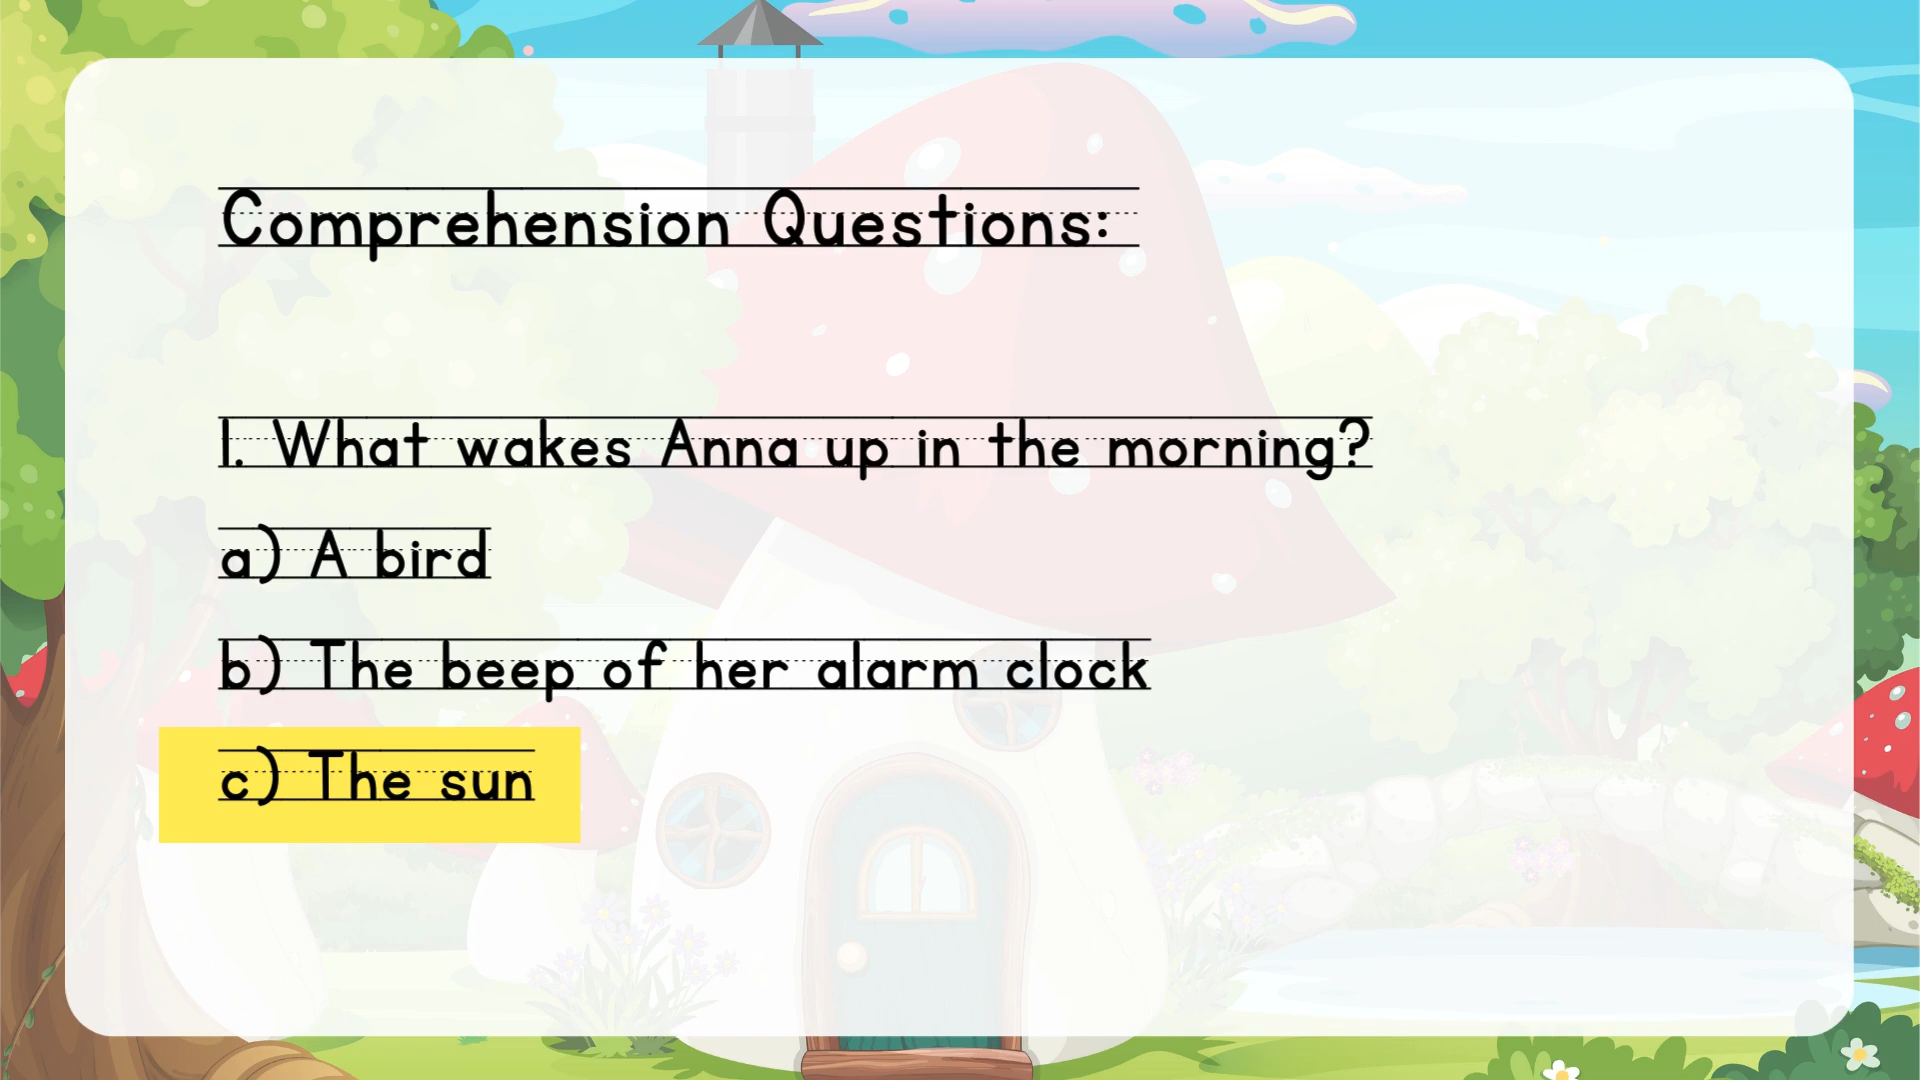 Comprehension Questions:
1. What wakes Anna up in the morning?
a) A bird
b) The beep of her alarm clock
c) The sun